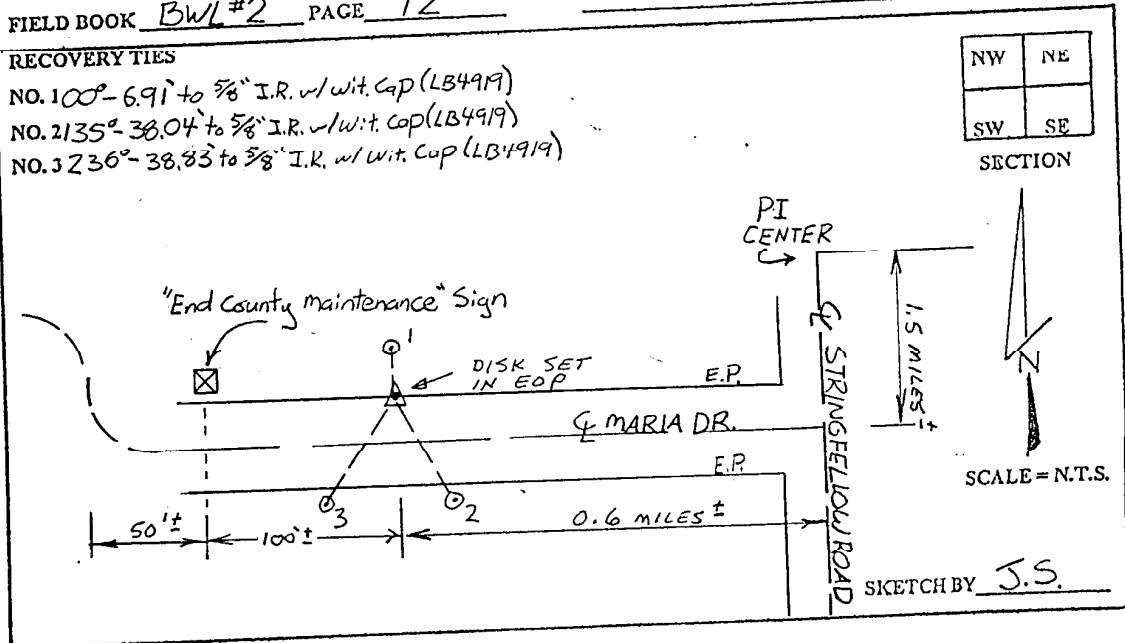 FIELD BOOK BWL #2 PAGE 12
RECOVERY TIES
NO. 1 00°- 6.91' to 5/8" I.R. w/ wit. Cap (LB4919)
NO. 2 135°- 38.04' to 5/8" I.R. w/ wit. Cap (LB4919)
NO. 3 236°- 38.83' to 5/8" I.R. w/ wit. Cap (LB4919)
NW NE
SW SE
SECTION
PI
CENTER
"End County maintenance" Sign
1
DISK SET
IN EOP
E.P.
℄ MARIA DR.
E.P.
3
2
50'±
100'±
0.6 MILES±
℄ STRINGFELLOW ROAD
1.5 MILES±
N
SCALE = N.T.S.
SKETCH BY J.S.